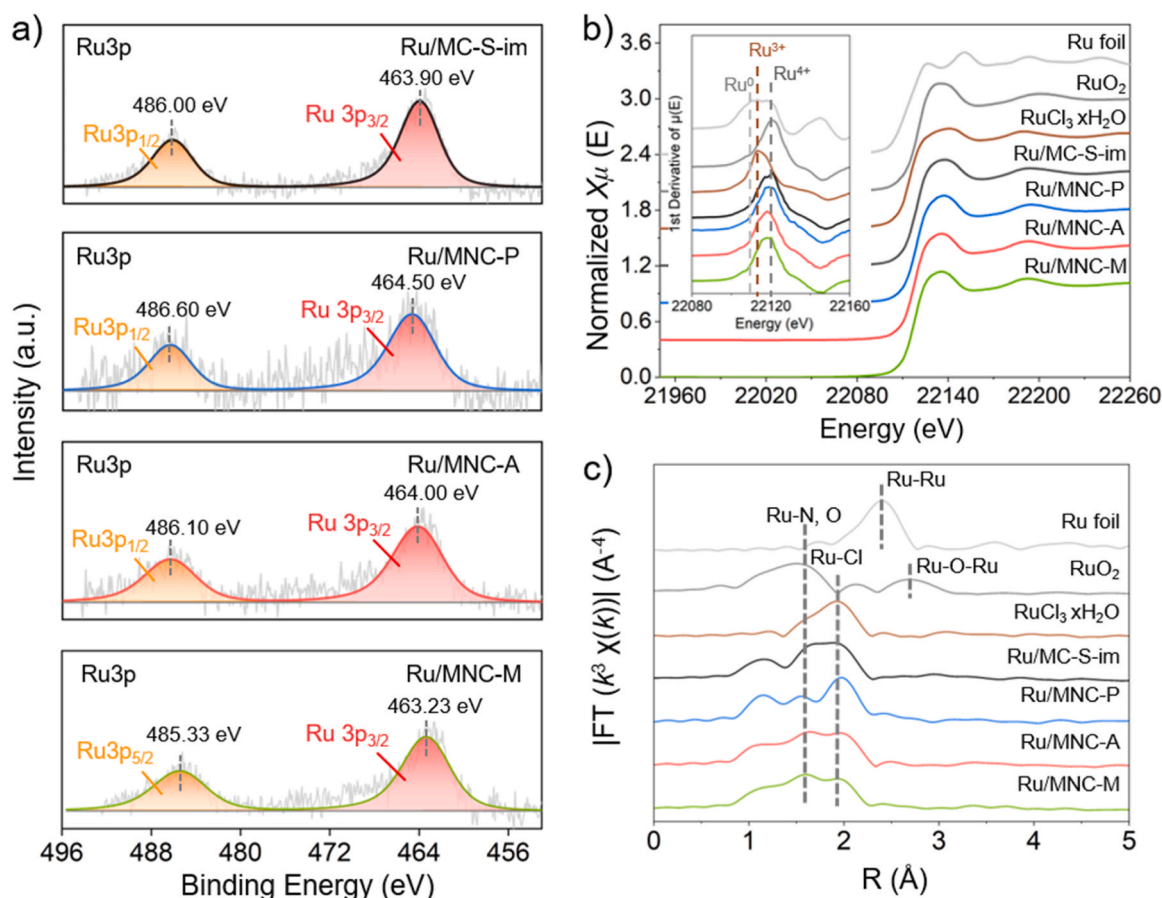 a)
Ru3p
Ru/MC-S-im
463.90 eV
486.00 eV
Ru 3p3/2
Ru3p1/2
Ru3p
Ru/MNC-P
464.50 eV
486.60 eV
Ru 3p3/2
Ru3p1/2
Ru3p
Ru/MNC-A
464.00 eV
486.10 eV
Ru 3p3/2
Ru3p1/2
Ru3p
Ru/MNC-M
463.23 eV
485.33 eV
Ru 3p3/2
Ru3p5/2
Intensity (a.u.)
496 488 480 472 464 456
Binding Energy (eV)
b)
Normalized Xμ (E)
3.6
3.0
2.4
1.8
1.2
0.6
0.0
21960 22020 22080 22140 22200 22260
Energy (eV)
Ru foil
RuO2
RuCl3 xH2O
Ru/MC-S-im
Ru/MNC-P
Ru/MNC-A
Ru/MNC-M
Ru3+
Ru0
Ru4+
1st Derivative of μ(E)
22080 22120 22160
Energy (eV)
c)
|FT (k3 χ(k))| (A-4)
Ru-Ru
Ru-N, O
Ru-Cl
Ru-O-Ru
Ru foil
RuO2
RuCl3 xH2O
Ru/MC-S-im
Ru/MNC-P
Ru/MNC-A
Ru/MNC-M
0 1 2 3 4 5
R (Å)